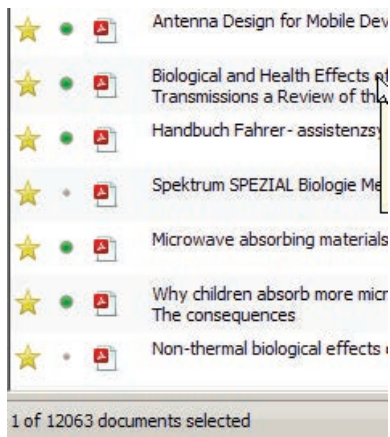 Antenna Design for Mobile Dev
Biological and Health Effects of
Transmissions a Review of th
Handbuch Fahrer- assistenzsy
Spektrum SPEZIAL Biologie Me
Microwave absorbing materials
Why children absorb more micr
The consequences
Non-thermal biological effects
1 of 12063 documents selected